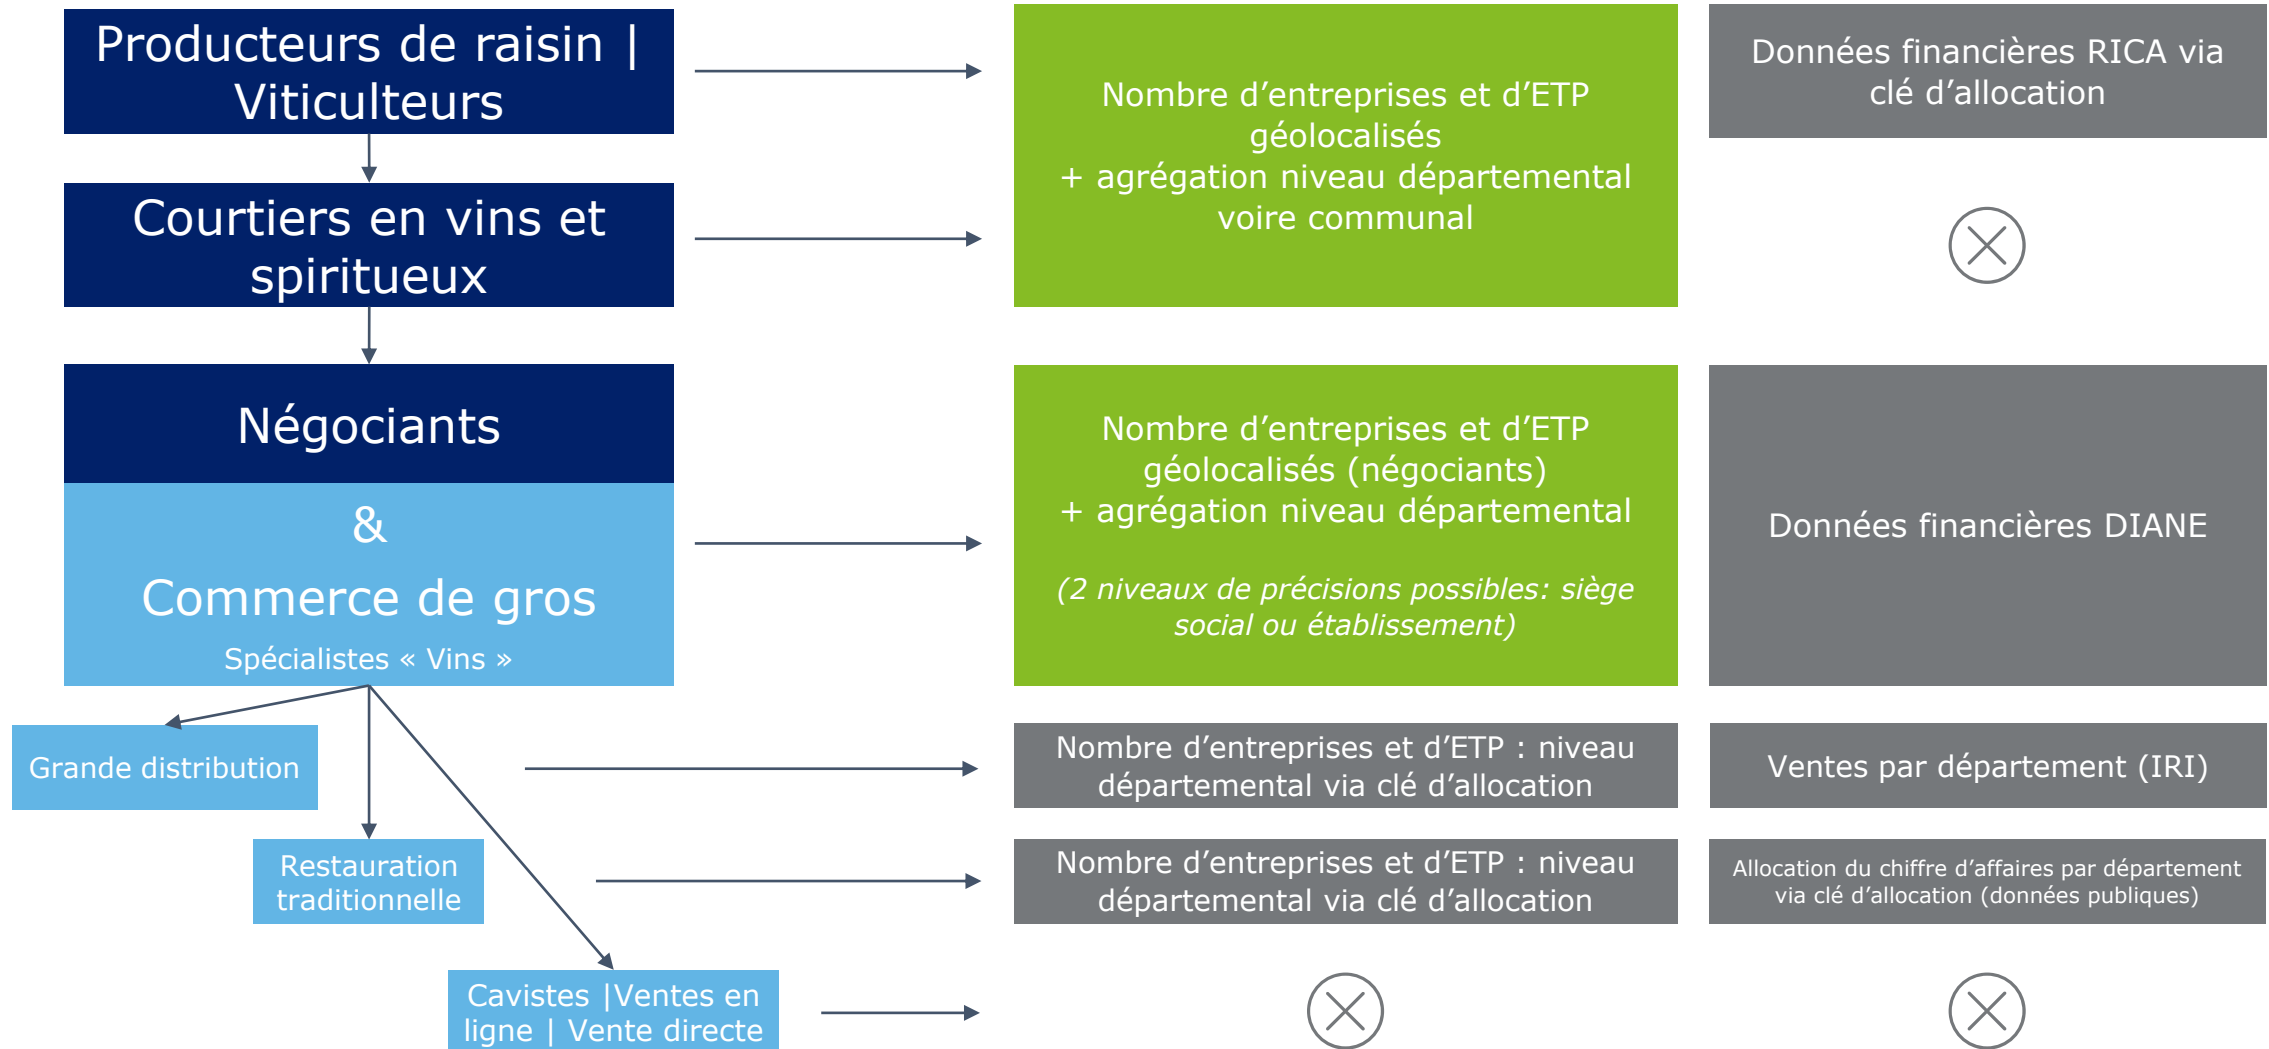 Producteurs de raisin |
Viticulteurs
Nombre d’entreprises et d’ETP
géolocalisés
+ agrégation niveau départemental
voire communal
Données financières RICA via
clé d’allocation
Courtiers en vins et
spiritueux
Négociants
&
Commerce de gros
Spécialistes « Vins »
Nombre d’entreprises et d’ETP
géolocalisés (négociants)
+ agrégation niveau départemental
(2 niveaux de précisions possibles: siège
social ou établissement)
Données financières DIANE
Grande distribution
Nombre d’entreprises et d’ETP : niveau
départemental via clé d’allocation
Ventes par département (IRI)
Restauration
traditionnelle
Nombre d’entreprises et d’ETP : niveau
départemental via clé d’allocation
Allocation du chiffre d’affaires par département
via clé d’allocation (données publiques)
Cavistes |Ventes en
ligne | Vente directe